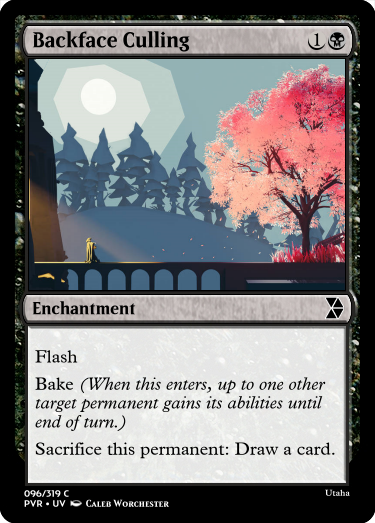 Backface Culling 1
Enchantment
Flash
Bake (When this enters, up to one other
target permanent gains its abilities until
end of turn.)
Sacrifice this permanent: Draw a card.
096/319 C Utaha
PVR • UV Caleb Worchester